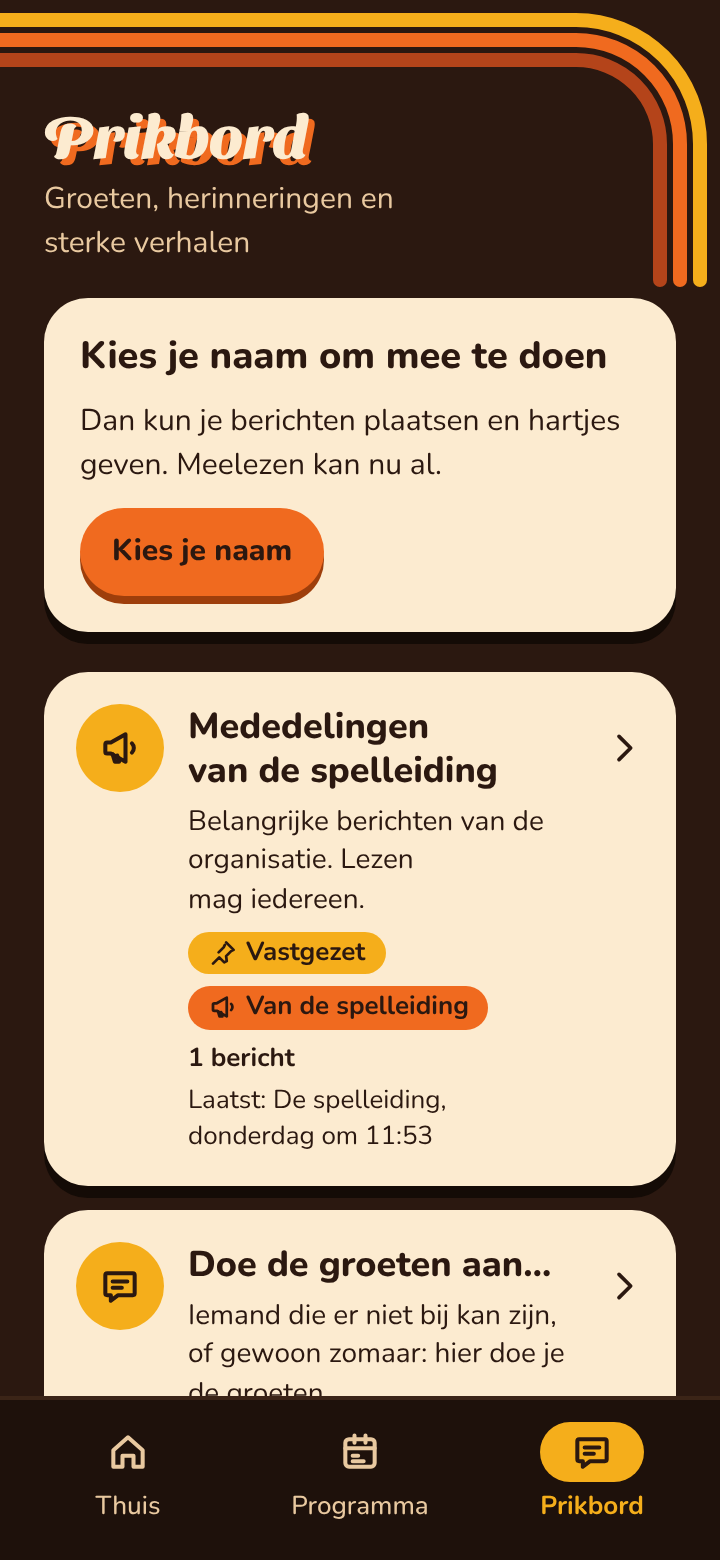 Prikbord
Groeten, herinneringen en
sterke verhalen
Kies je naam om mee te doen
Dan kun je berichten plaatsen en hartjes
geven. Meelezen kan nu al.
Kies je naam
Mededelingen
van de spelleiding
Belangrijke berichten van de
organisatie. Lezen
mag iedereen.
Vastgezet
Van de spelleiding
1 bericht
Laatst: De spelleiding,
donderdag om 11:53
Doe de groeten aan...
Iemand die er niet bij kan zijn,
of gewoon zomaar: hier doe je
de groeten
Thuis
Programma
Prikbord